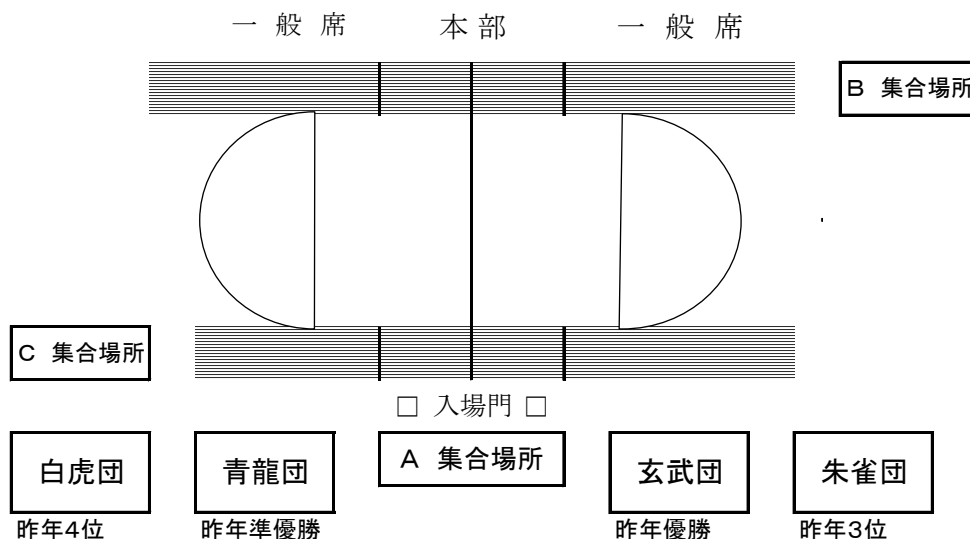 一般席 本部 一般席
B 集合場所
C 集合場所
□ 入場門 □
A 集合場所
白虎団 青龍団 玄武団 朱雀団
昨年4位 昨年準優勝 昨年優勝 昨年3位